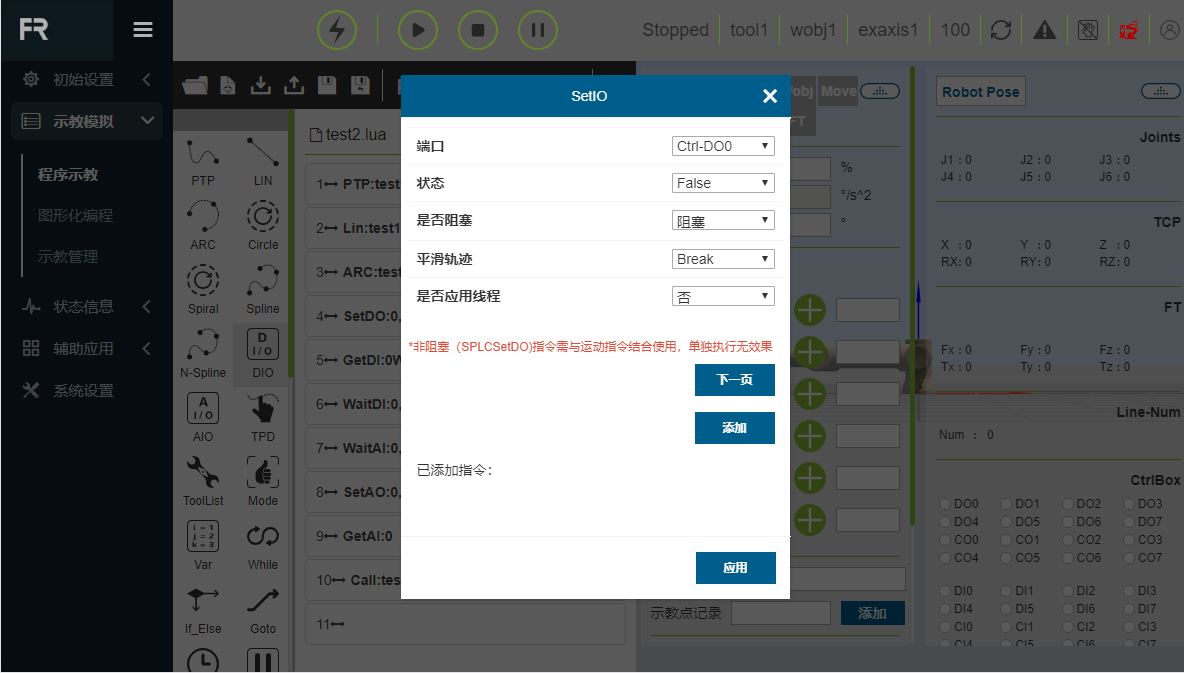 FR
Stopped
tool1
wobj1
exaxis1
100
初始设置
示教模拟
程序示教
图形化编程
示教管理
状态信息
辅助应用
系统设置
PTP
LIN
ARC
Circle
Spiral
Spline
N-Spline
D
I/O
DIO
A
I/O
AIO
TPD
ToolList
Mode
i = 1
j = 2
k = 3
Var
While
If_Else
Goto
test2.lua
1 PTP:test
2 Lin:test1
3 ARC:tes
4 SetDO:0,
5 GetDI:0W
6 WaitDI:0,
7 WaitAI:0,
8 SetAO:0,
9 GetAI:0
10 Call:tes
11
SetIO
端口
Ctrl-DO0
状态
False
是否阻塞
阻塞
平滑轨迹
Break
是否应用线程
否
*非阻塞（SPLCSetDO)指令需与运动指令结合使用，单独执行无效果
下一页
添加
已添加指令：
应用
obj
Move
FT
%
°/s^2
°
示教点记录
添加
Robot Pose
Joints
J1 : 0 J2 : 0 J3 : 0
J4 : 0 J5 : 0 J6 : 0
TCP
X : 0 Y : 0 Z : 0
RX: 0 RY: 0 RZ: 0
FT
Fx : 0 Fy : 0 Fz : 0
Tx : 0 Ty : 0 Tz : 0
Line-Num
Num : 0
CtrlBox
DO0 DO1 DO2 DO3
DO4 DO5 DO6 DO7
CO0 CO1 CO2 CO3
CO4 CO5 CO6 CO7
DI0 DI1 DI2 DI3
DI4 DI5 DI6 DI7
CI0 CI1 CI2 CI3
CI4 CI5 CI6 CI7